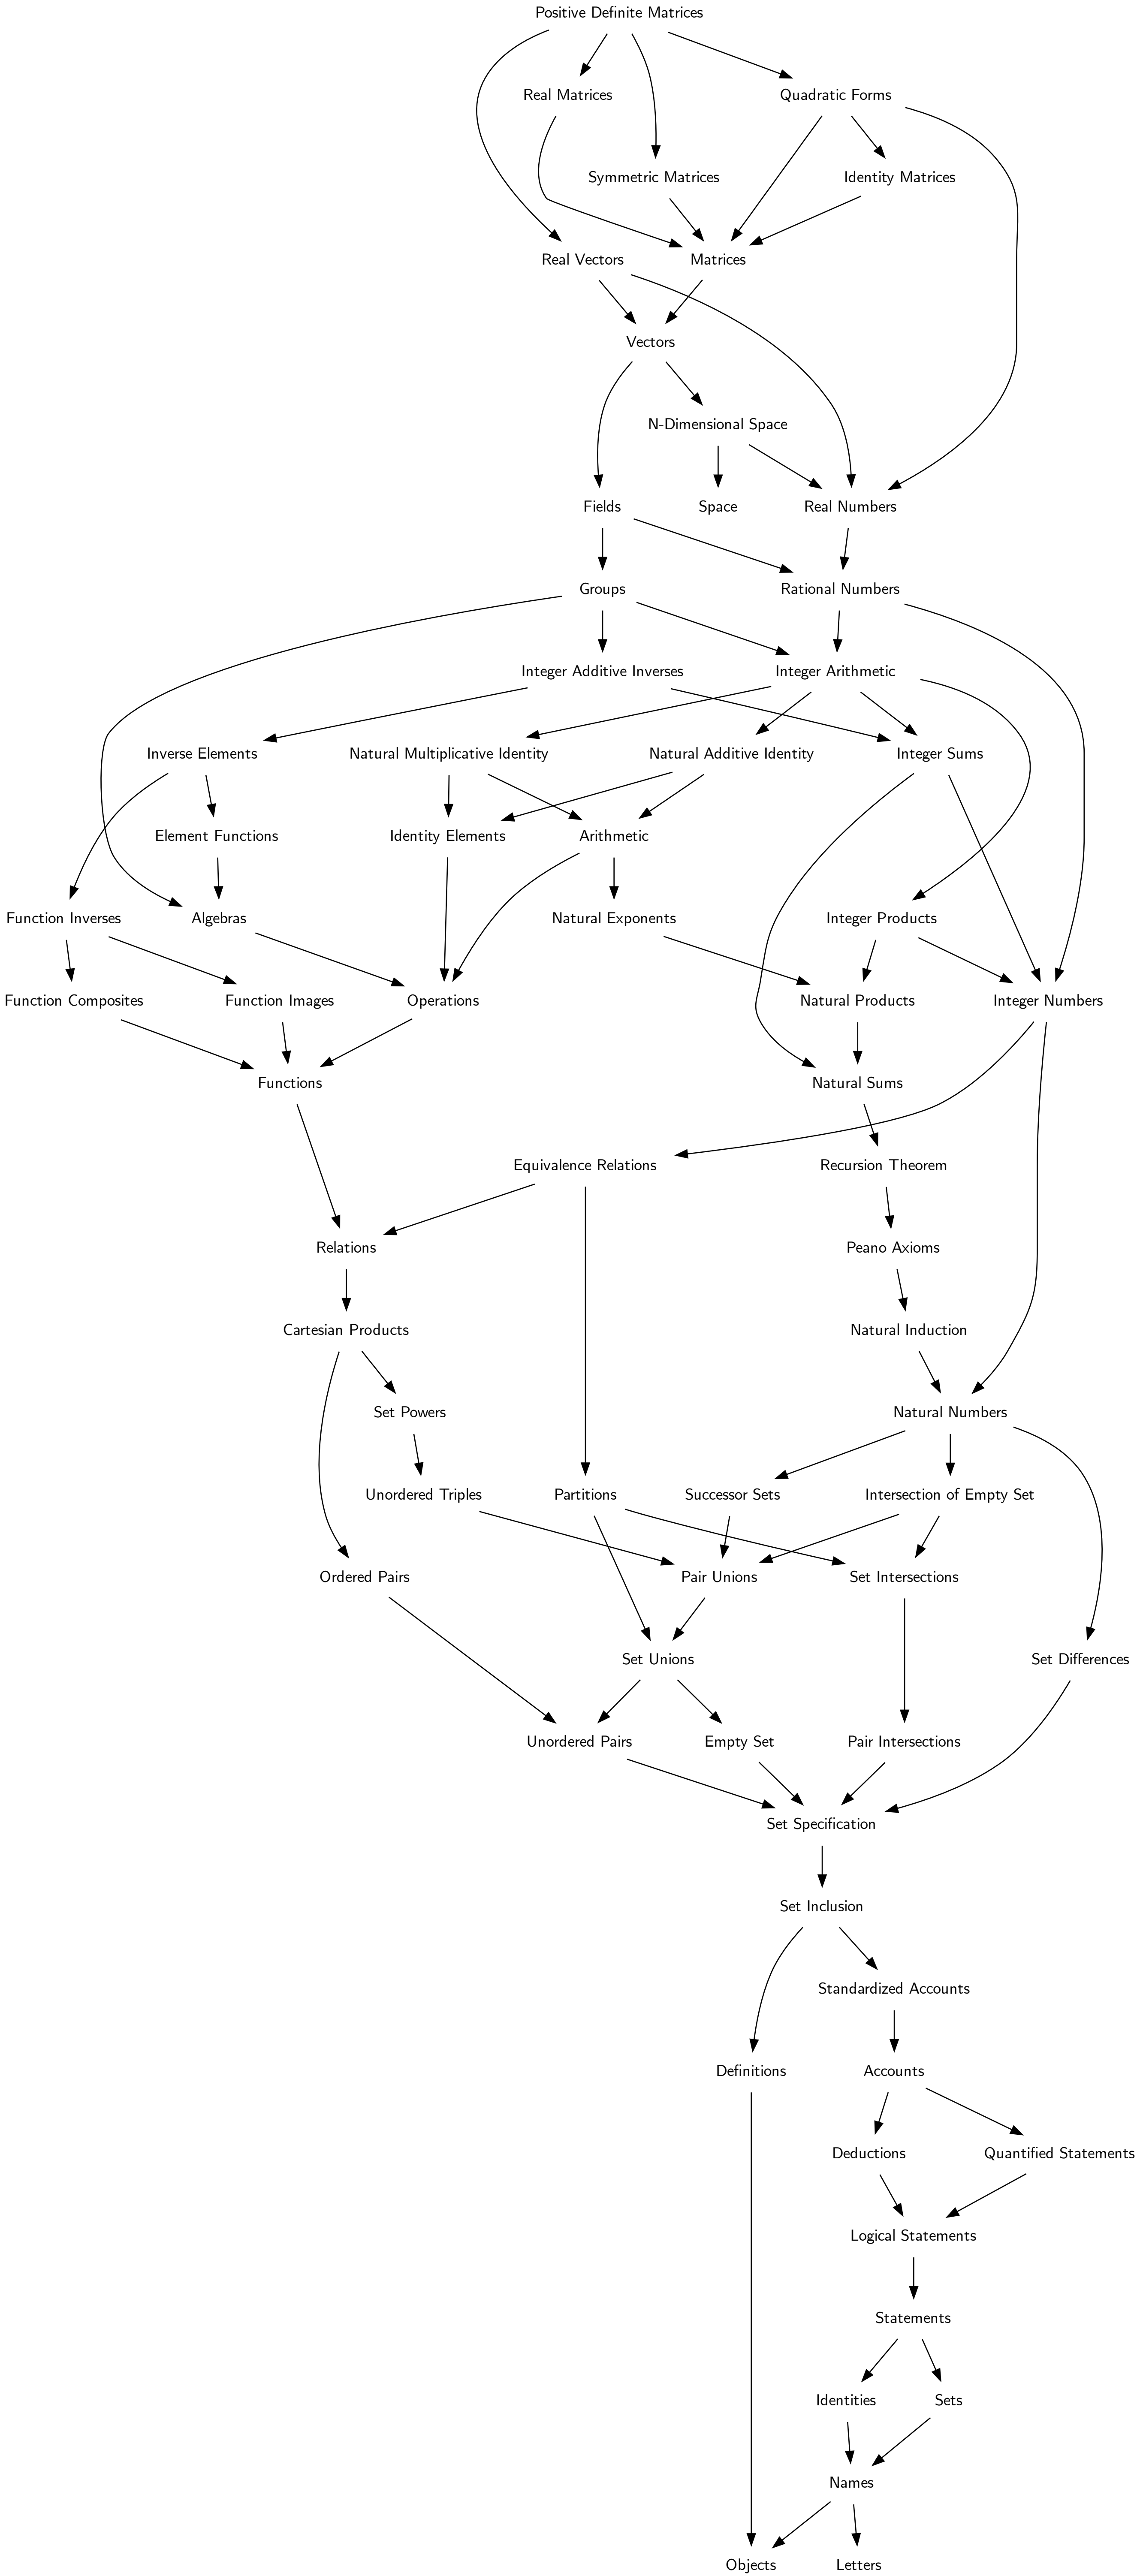 Positive Definite Matrices
Real Matrices
Quadratic Forms
Symmetric Matrices
Identity Matrices
Real Vectors
Matrices
Vectors
N-Dimensional Space
Fields
Space
Real Numbers
Groups
Rational Numbers
Integer Additive Inverses
Integer Arithmetic
Inverse Elements
Natural Multiplicative Identity
Natural Additive Identity
Integer Sums
Element Functions
Identity Elements
Arithmetic
Function Inverses
Algebras
Natural Exponents
Integer Products
Function Composites
Function Images
Operations
Natural Products
Integer Numbers
Functions
Natural Sums
Equivalence Relations
Recursion Theorem
Relations
Peano Axioms
Cartesian Products
Natural Induction
Set Powers
Natural Numbers
Unordered Triples
Partitions
Successor Sets
Intersection of Empty Set
Ordered Pairs
Pair Unions
Set Intersections
Set Unions
Set Differences
Unordered Pairs
Empty Set
Pair Intersections
Set Specification
Set Inclusion
Standardized Accounts
Definitions
Accounts
Deductions
Quantified Statements
Logical Statements
Statements
Identities
Sets
Names
Objects
Letters